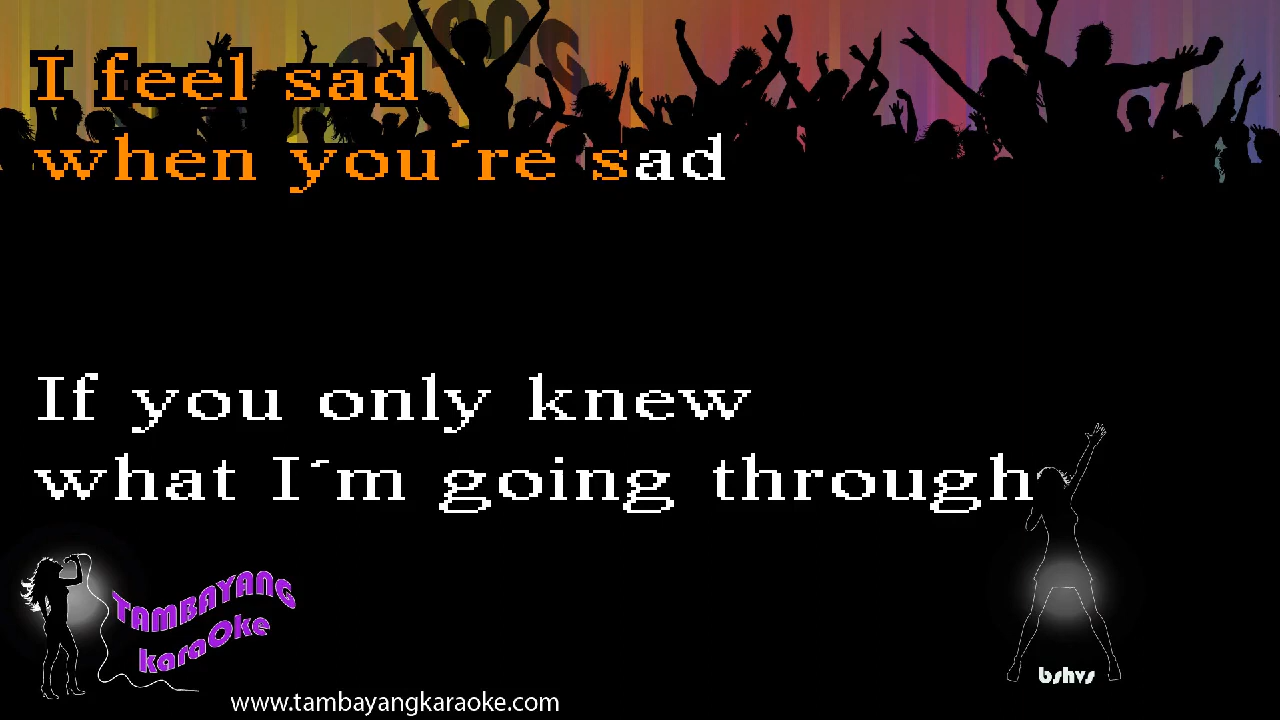 I feel sad
when you´re sad
If you only knew
what I´m going through
TAMBAYANG
karaOke
www.tambayangkaraoke.com
bshvs